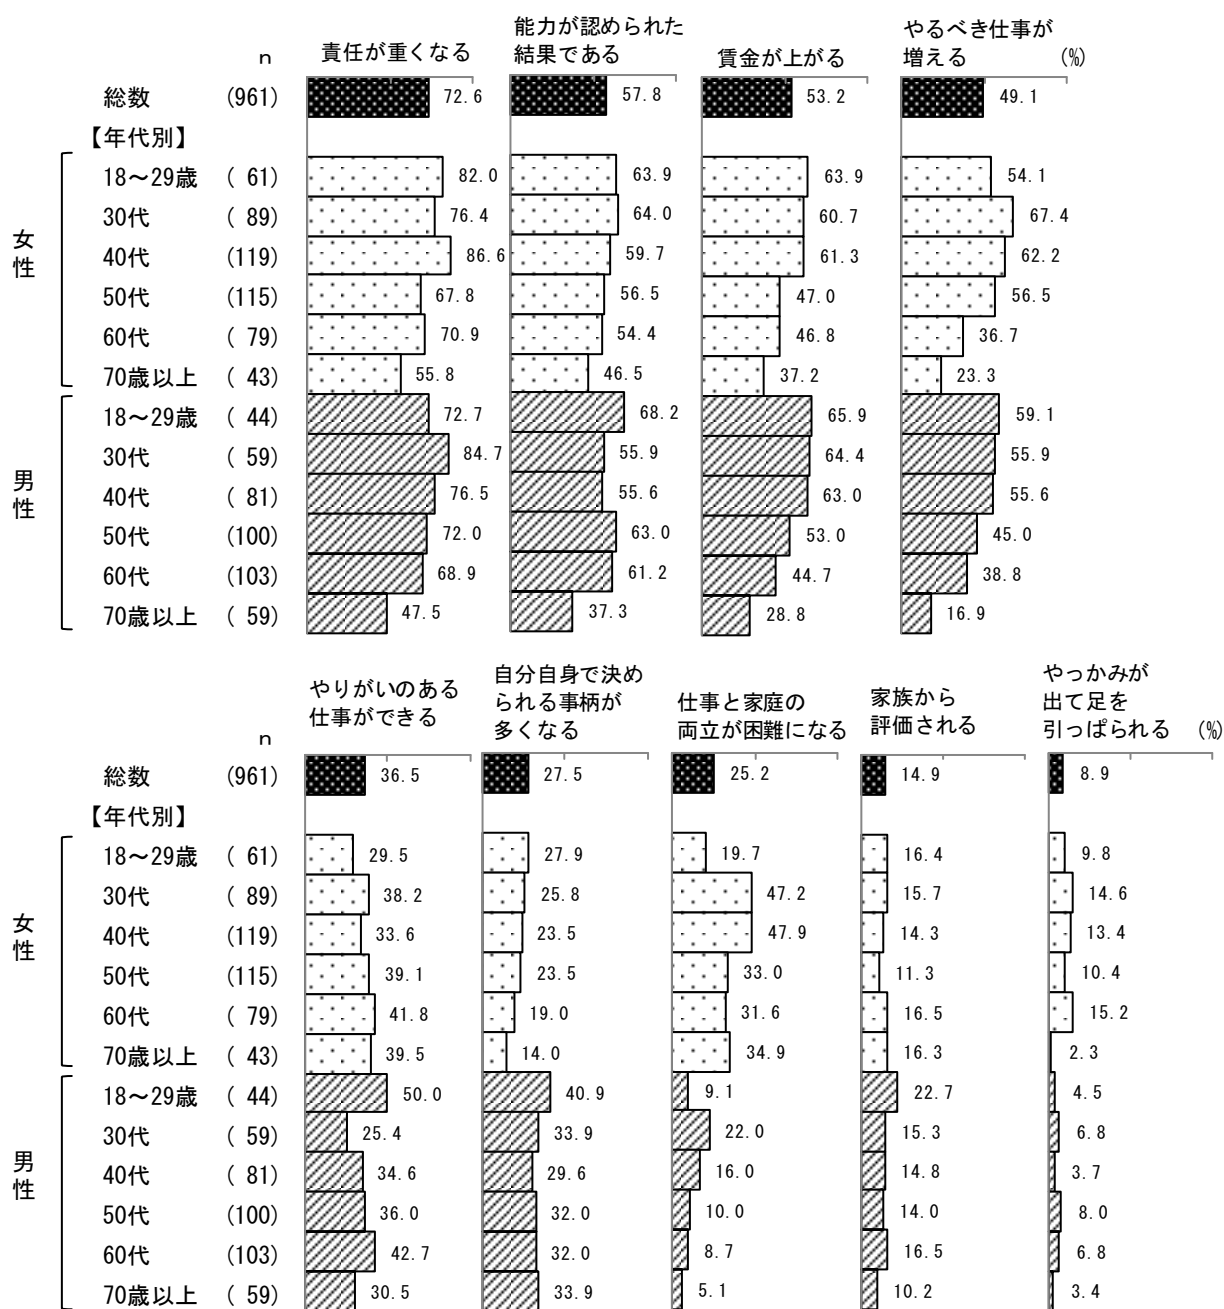 能力が認められた やるべき仕事が
n 責任が重くなる 結果である 賃金が上がる 増える (%)
総数 (961) 72.6 57.8 53.2 49.1
【年代別】
女性
18～29歳 ( 61) 82.0 63.9 63.9 54.1
30代 ( 89) 76.4 64.0 60.7 67.4
40代 (119) 86.6 59.7 61.3 62.2
50代 (115) 67.8 56.5 47.0 56.5
60代 ( 79) 70.9 54.4 46.8 36.7
70歳以上 ( 43) 55.8 46.5 37.2 23.3
男性
18～29歳 ( 44) 72.7 68.2 65.9 59.1
30代 ( 59) 84.7 55.9 64.4 55.9
40代 ( 81) 76.5 55.6 63.0 55.6
50代 (100) 72.0 63.0 53.0 45.0
60代 (103) 68.9 61.2 44.7 38.8
70歳以上 ( 59) 47.5 37.3 28.8 16.9
自分自身で決め やっかみが
やりがいのある られる事柄が 仕事と家庭の 家族から 出て足を
仕事ができる 多くなる 両立が困難になる 評価される 引っぱられる (%)
n
総数 (961) 36.5 27.5 25.2 14.9 8.9
【年代別】
女性
18～29歳 ( 61) 29.5 27.9 19.7 16.4 9.8
30代 ( 89) 38.2 25.8 47.2 15.7 14.6
40代 (119) 33.6 23.5 47.9 14.3 13.4
50代 (115) 39.1 23.5 33.0 11.3 10.4
60代 ( 79) 41.8 19.0 31.6 16.5 15.2
70歳以上 ( 43) 39.5 14.0 34.9 16.3 2.3
男性
18～29歳 ( 44) 50.0 40.9 9.1 22.7 4.5
30代 ( 59) 25.4 33.9 22.0 15.3 6.8
40代 ( 81) 34.6 29.6 16.0 14.8 3.7
50代 (100) 36.0 32.0 10.0 14.0 8.0
60代 (103) 42.7 32.0 8.7 16.5 6.8
70歳以上 ( 59) 30.5 33.9 5.1 10.2 3.4